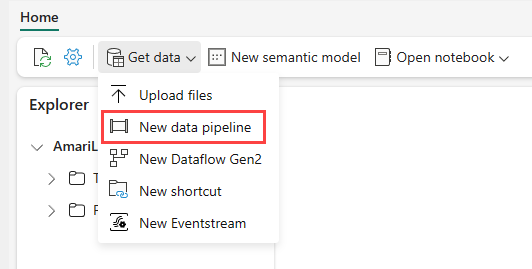 Home
Get data
New semantic model
Open notebook
Explorer
Upload files
New data pipeline
AmariL
New Dataflow Gen2
T
New shortcut
New Eventstream